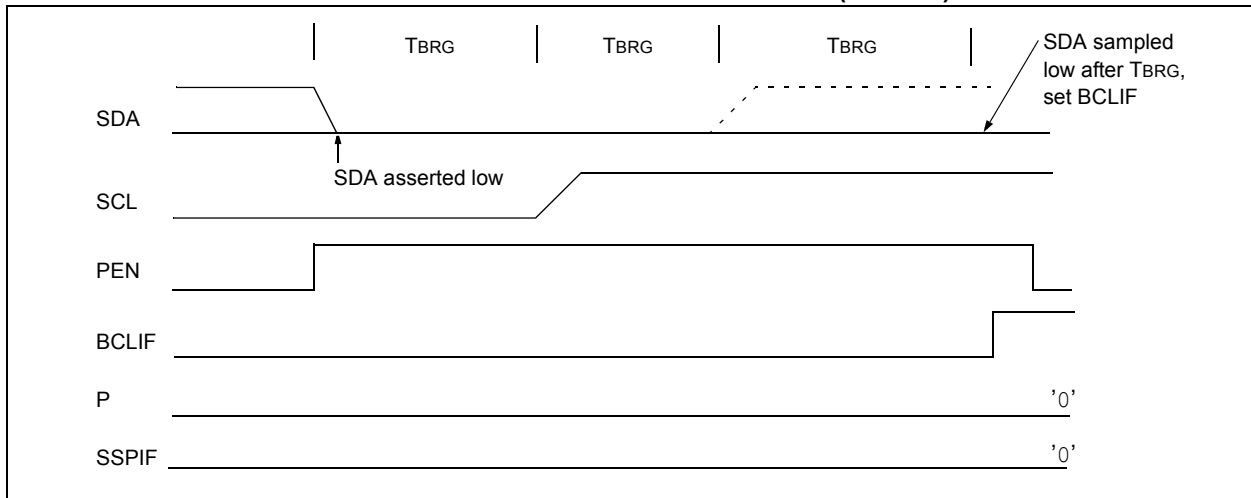 TBRG TBRG TBRG
SDA sampled
low after TBRG,
set BCLIF
SDA
SDA asserted low
SCL
PEN
BCLIF
P '0'
SSPIF '0'